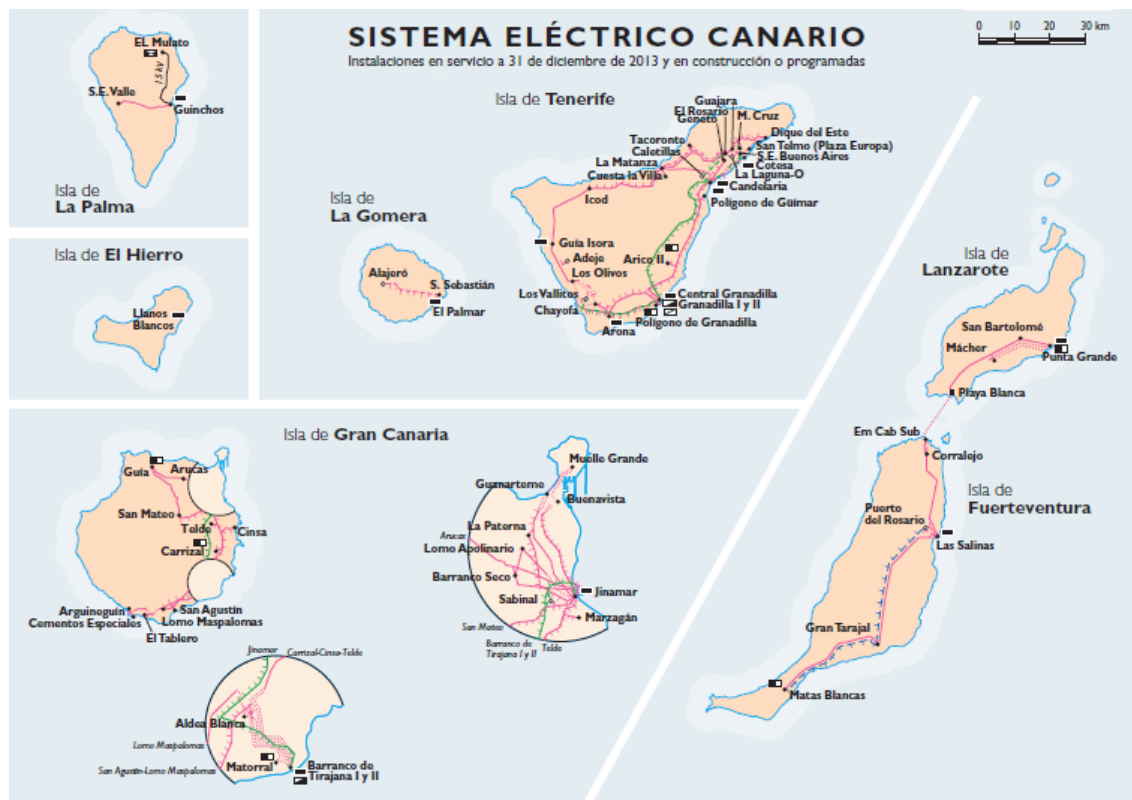 SISTEMA ELÉCTRICO CANARIO
Instalaciones en servicio a 31 de diciembre de 2013 y en construcción o programadas
0 10 20 30 km
EL Mulato
15 kV
S.E. Valle
Guinchos
Isla de
La Palma
Isla de El Hierro
Llanos
Blancos
Isla de
La Gomera
Alajeró
S. Sebastián
El Palmar
Isla de Tenerife
Guajara
El Rosario
Geneto
M. Cruz
Dique del Este
Tacoronte
San Telmo (Plaza Europa)
Caletillas
S.E. Buenos Aires
La Matanza
Cotesa
Cuesta la Villa
La Laguna-O
Candelaria
Icod
Polígono de Güímar
Guía Isora
Adeje
Arico II
Los Olivos
Los Vallitos
Central Granadilla
Granadilla I y II
Chayofa
Polígono de Granadilla
Arona
Isla de
Lanzarote
San Bartolomé
Mácher
Punta Grande
Playa Blanca
Em Cab Sub
Corralejo
Isla de
Fuerteventura
Puerto
del Rosario
Las Salinas
Gran Tarajal
Matas Blancas
Isla de Gran Canaria
Guía
Arucas
San Mateo
Telde
Cinsa
Carrizal
Arguineguín
San Agustín
Cementos Especiales
Lomo Maspalomas
El Tablero
Muelle Grande
Guanarteme
Buenavista
La Paterna
Arucas
Lomo Apolinario
Barranco Seco
Sabinal
Jinamar
Marzagán
San Mateo
Barranco de
Tirajana I y II
Telde
Jinamar
Carrizal-Cinsa-Telde
Aldea Blanca
Lomo Maspalomas
San Agustín-Lomo Maspalomas
Matorral
Barranco de
Tirajana I y II